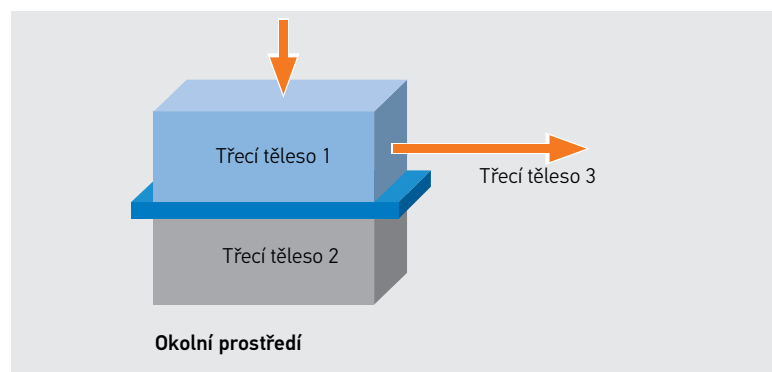 Třecí těleso 1
Třecí těleso 3
Třecí těleso 2
Okolní prostředí